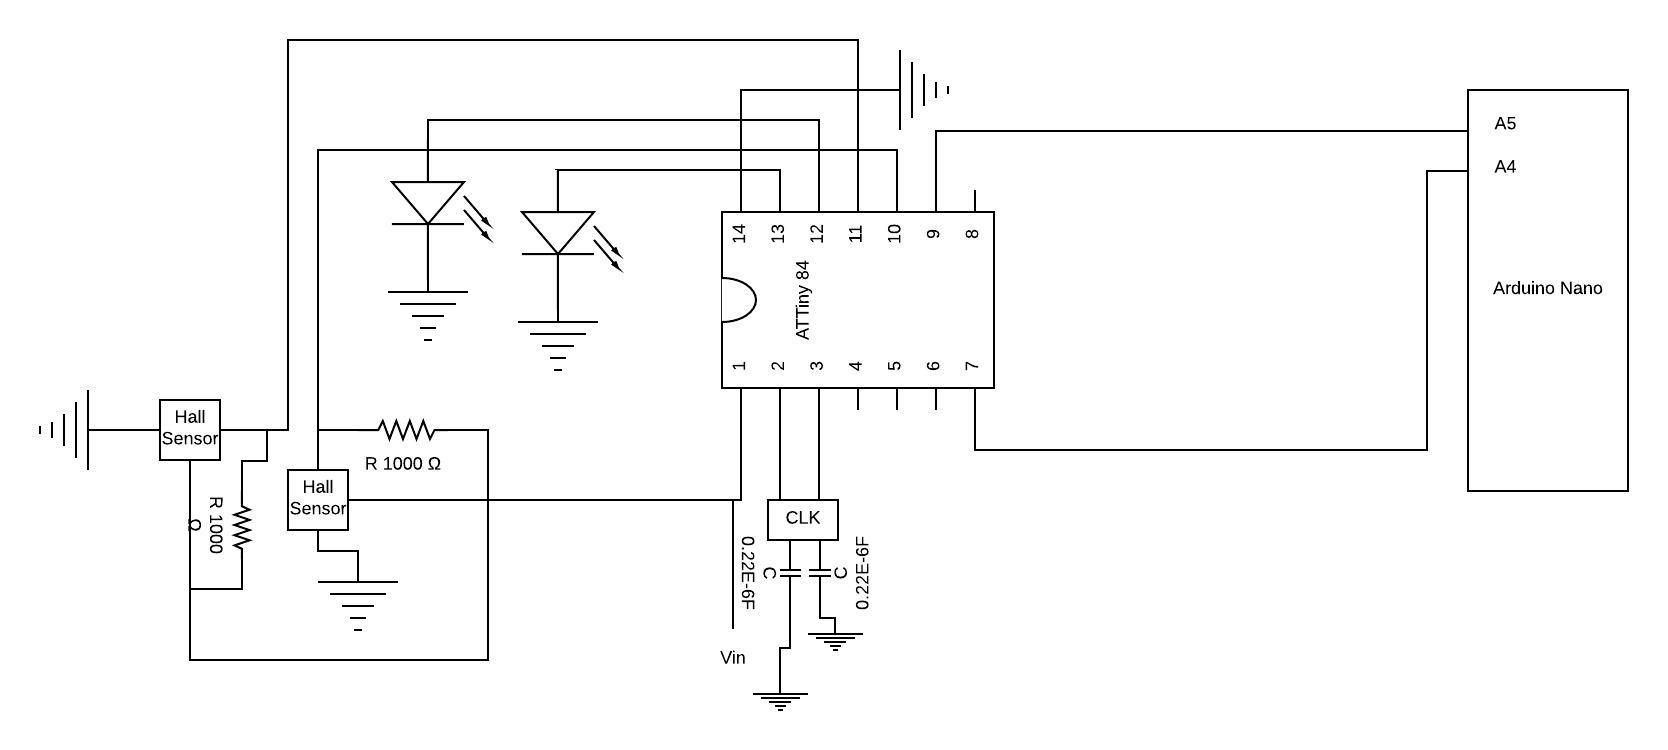 A5
A4
14
13
12
11
10
9
8
ATTiny 84
Arduino Nano
1
2
3
4
5
6
7
Hall
Sensor
R 1000 Ω
Hall
Sensor
R 1000
Ω
CLK
0.22E-6F
C
C
0.22E-6F
Vin